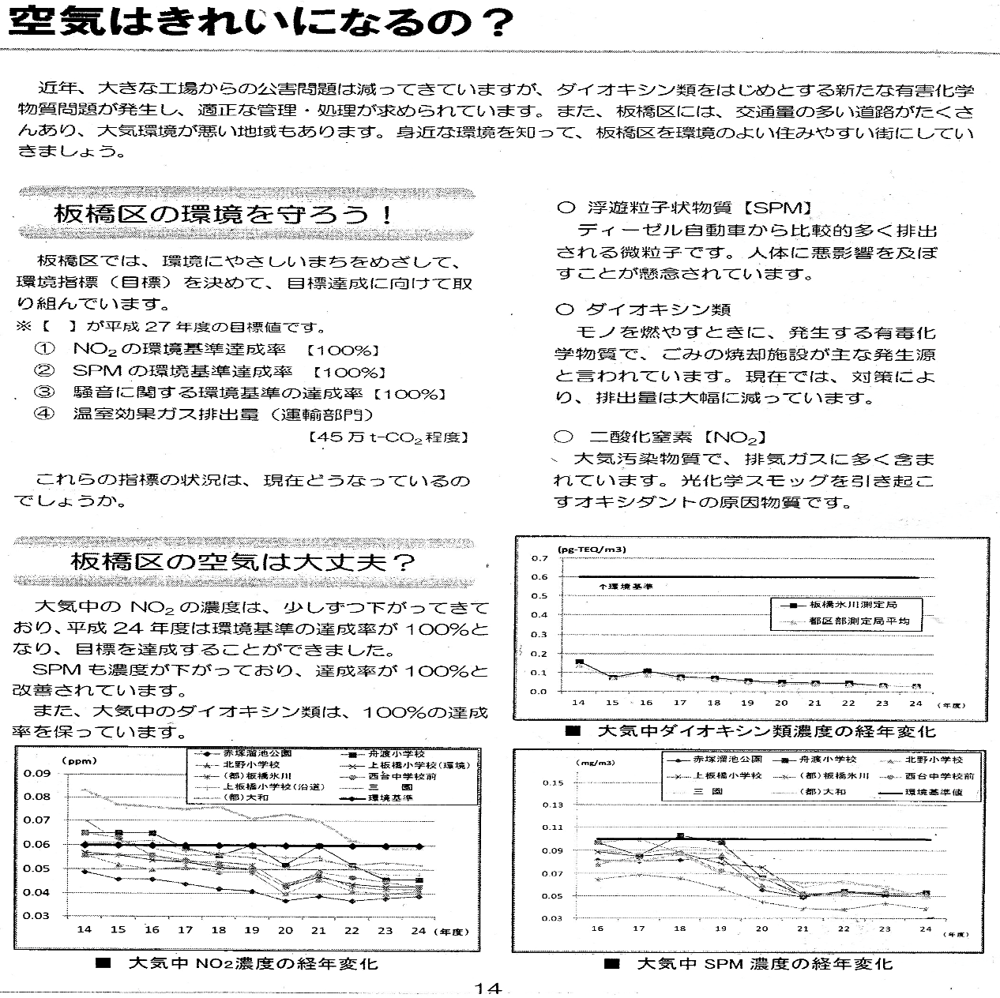 空気はきれいになるの？
近年、大きな工場からの公害問題は減ってきていますが、ダイオキシン類をはじめとする新たな有害化学
物質問題が発生し、適正な管理・処理が求められています。また、板橋区には、交通量の多い道路がたくさ
んあり、大気環境が悪い地域もあります。身近な環境を知って、板橋区を環境のよい住みやすい街にしてい
きましょう。
板橋区の環境を守ろう！
板橋区では、環境にやさしいまちをめざして、
環境指標（目標）を決めて、目標達成に向けて取
り組んでいます。
※【　】が平成 27 年度の目標値です。
① NO₂の環境基準達成率 【100%】
② SPM の環境基準達成率 【100%】
③ 騒音に関する環境基準の達成率【100%】
④ 温室効果ガス排出量（運輸部門）
【45 万 t-CO₂程度】
これらの指標の状況は、現在どうなっているの
でしょうか。
○ 浮遊粒子状物質【SPM】
ディーゼル自動車から比較的多く排出
される微粒子です。人体に悪影響を及ぼ
すことが懸念されています。
○ ダイオキシン類
モノを燃やすときに、発生する有毒化
学物質で、ごみの焼却施設が主な発生源
と言われています。現在では、対策によ
り、排出量は大幅に減っています。
○ 二酸化窒素【NO₂】
大気汚染物質で、排気ガスに多く含ま
れています。光化学スモッグを引き起こ
すオキシダントの原因物質です。
板橋区の空気は大丈夫？
大気中の NO₂の濃度は、少しずつ下がってきて
おり、平成 24 年度は環境基準の達成率が 100%と
なり、目標を達成することができました。
SPM も濃度が下がっており、達成率が 100%と
改善されています。
また、大気中のダイオキシン類は、100%の達成
率を保っています。
(pg-TEQ/m3)
0.7
0.6
↑環境基準
0.5
板橋氷川測定局
0.4
都区部測定局平均
0.3
0.2
0.1
0.0
14 15 16 17 18 19 20 21 22 23 24 （年度）
■ 大気中ダイオキシン類濃度の経年変化
(ppm)
赤塚溜池公園 舟渡小学校
北野小学校 上板橋小学校(環境)
(都)板橋氷川 西台中学校前
上板橋小学校(沿道) 三園
(都)大和 環境基準
0.09
0.08
0.07
0.06
0.05
0.04
0.03
14 15 16 17 18 19 20 21 22 23 24 (年度)
■ 大気中 NO2濃度の経年変化
(mg/m3)
赤塚溜池公園 舟渡小学校 北野小学校
上板橋小学校 (都)板橋氷川 西台中学校前
三園 (都)大和 環境基準値
0.15
0.13
0.11
0.09
0.07
0.05
0.03
16 17 18 19 20 21 22 23 24 （年度）
■ 大気中 SPM 濃度の経年変化
14